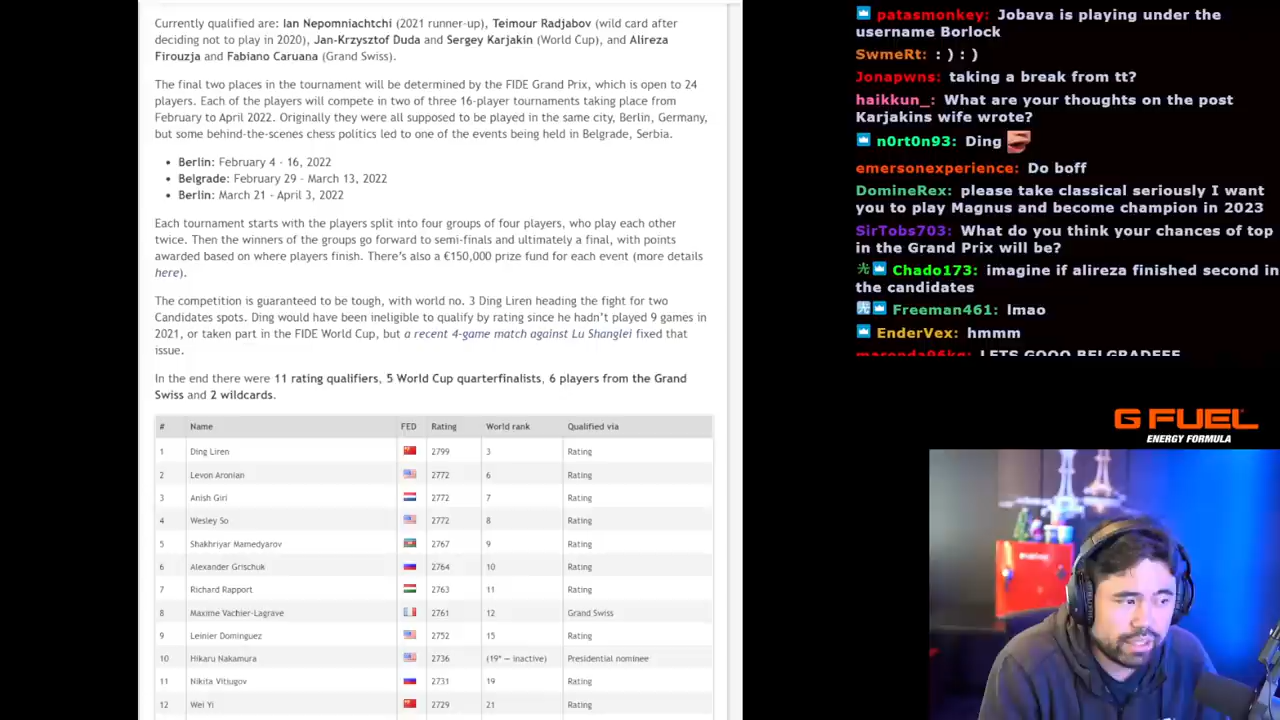 Currently qualified are: Ian Nepomniachtchi (2021 runner-up), Teimour Radjabov (wild card after
deciding not to play in 2020), Jan-Krzysztof Duda and Sergey Karjakin (World Cup), and Alireza
Firouzja and Fabiano Caruana (Grand Swiss).
The final two places in the tournament will be determined by the FIDE Grand Prix, which is open to 24
players. Each of the players will compete in two of three 16-player tournaments taking place from
February to April 2022. Originally they were all supposed to be played in the same city, Berlin, Germany,
but some behind-the-scenes chess politics led to one of the events being held in Belgrade, Serbia.
• Berlin: February 4 - 16, 2022
• Belgrade: February 29 - March 13, 2022
• Berlin: March 21 - April 3, 2022
Each tournament starts with the players split into four groups of four players, who play each other
twice. Then the winners of the groups go forward to semi-finals and ultimately a final, with points
awarded based on where players finish. There's also a €150,000 prize fund for each event (more details
here).
The competition is guaranteed to be tough, with world no. 3 Ding Liren heading the fight for two
Candidates spots. Ding would have been ineligible to qualify by rating since he hadn't played 9 games in
2021, or taken part in the FIDE World Cup, but a recent 4-game match against Lu Shanglei fixed that
issue.
In the end there were 11 rating qualifiers, 5 World Cup quarterfinalists, 6 players from the Grand
Swiss and 2 wildcards.
# Name FED Rating World rank Qualified via
1 Ding Liren 2799 3 Rating
2 Levon Aronian 2772 6 Rating
3 Anish Giri 2772 7 Rating
4 Wesley So 2772 8 Rating
5 Shakhriyar Mamedyarov 2767 9 Rating
6 Alexander Grischuk 2764 10 Rating
7 Richard Rapport 2763 11 Rating
8 Maxime Vachier-Lagrave 2761 12 Grand Swiss
9 Leinier Dominguez 2752 15 Rating
10 Hikaru Nakamura 2736 (19* — inactive) Presidential nominee
11 Nikita Vitiugov 2731 19 Rating
12 Wei Yi 2729 21 Rating
patasmonkey: Jobava is playing under the
username Borlock
SwmeRt: : ) : )
Jonapwns: taking a break from tt?
haikkun_: What are your thoughts on the post
Karjakins wife wrote?
n0rt0n93: Ding
emersonexperience: Do boff
DomineRex: please take classical seriously I want
you to play Magnus and become champion in 2023
SirTobs703: What do you think your chances of top
in the Grand Prix will be?
Chado173: imagine if alireza finished second in
the candidates
Freeman461: lmao
EnderVex: hmmm
LETS GOOO BELGRADEEE
G FUEL
ENERGY FORMULA